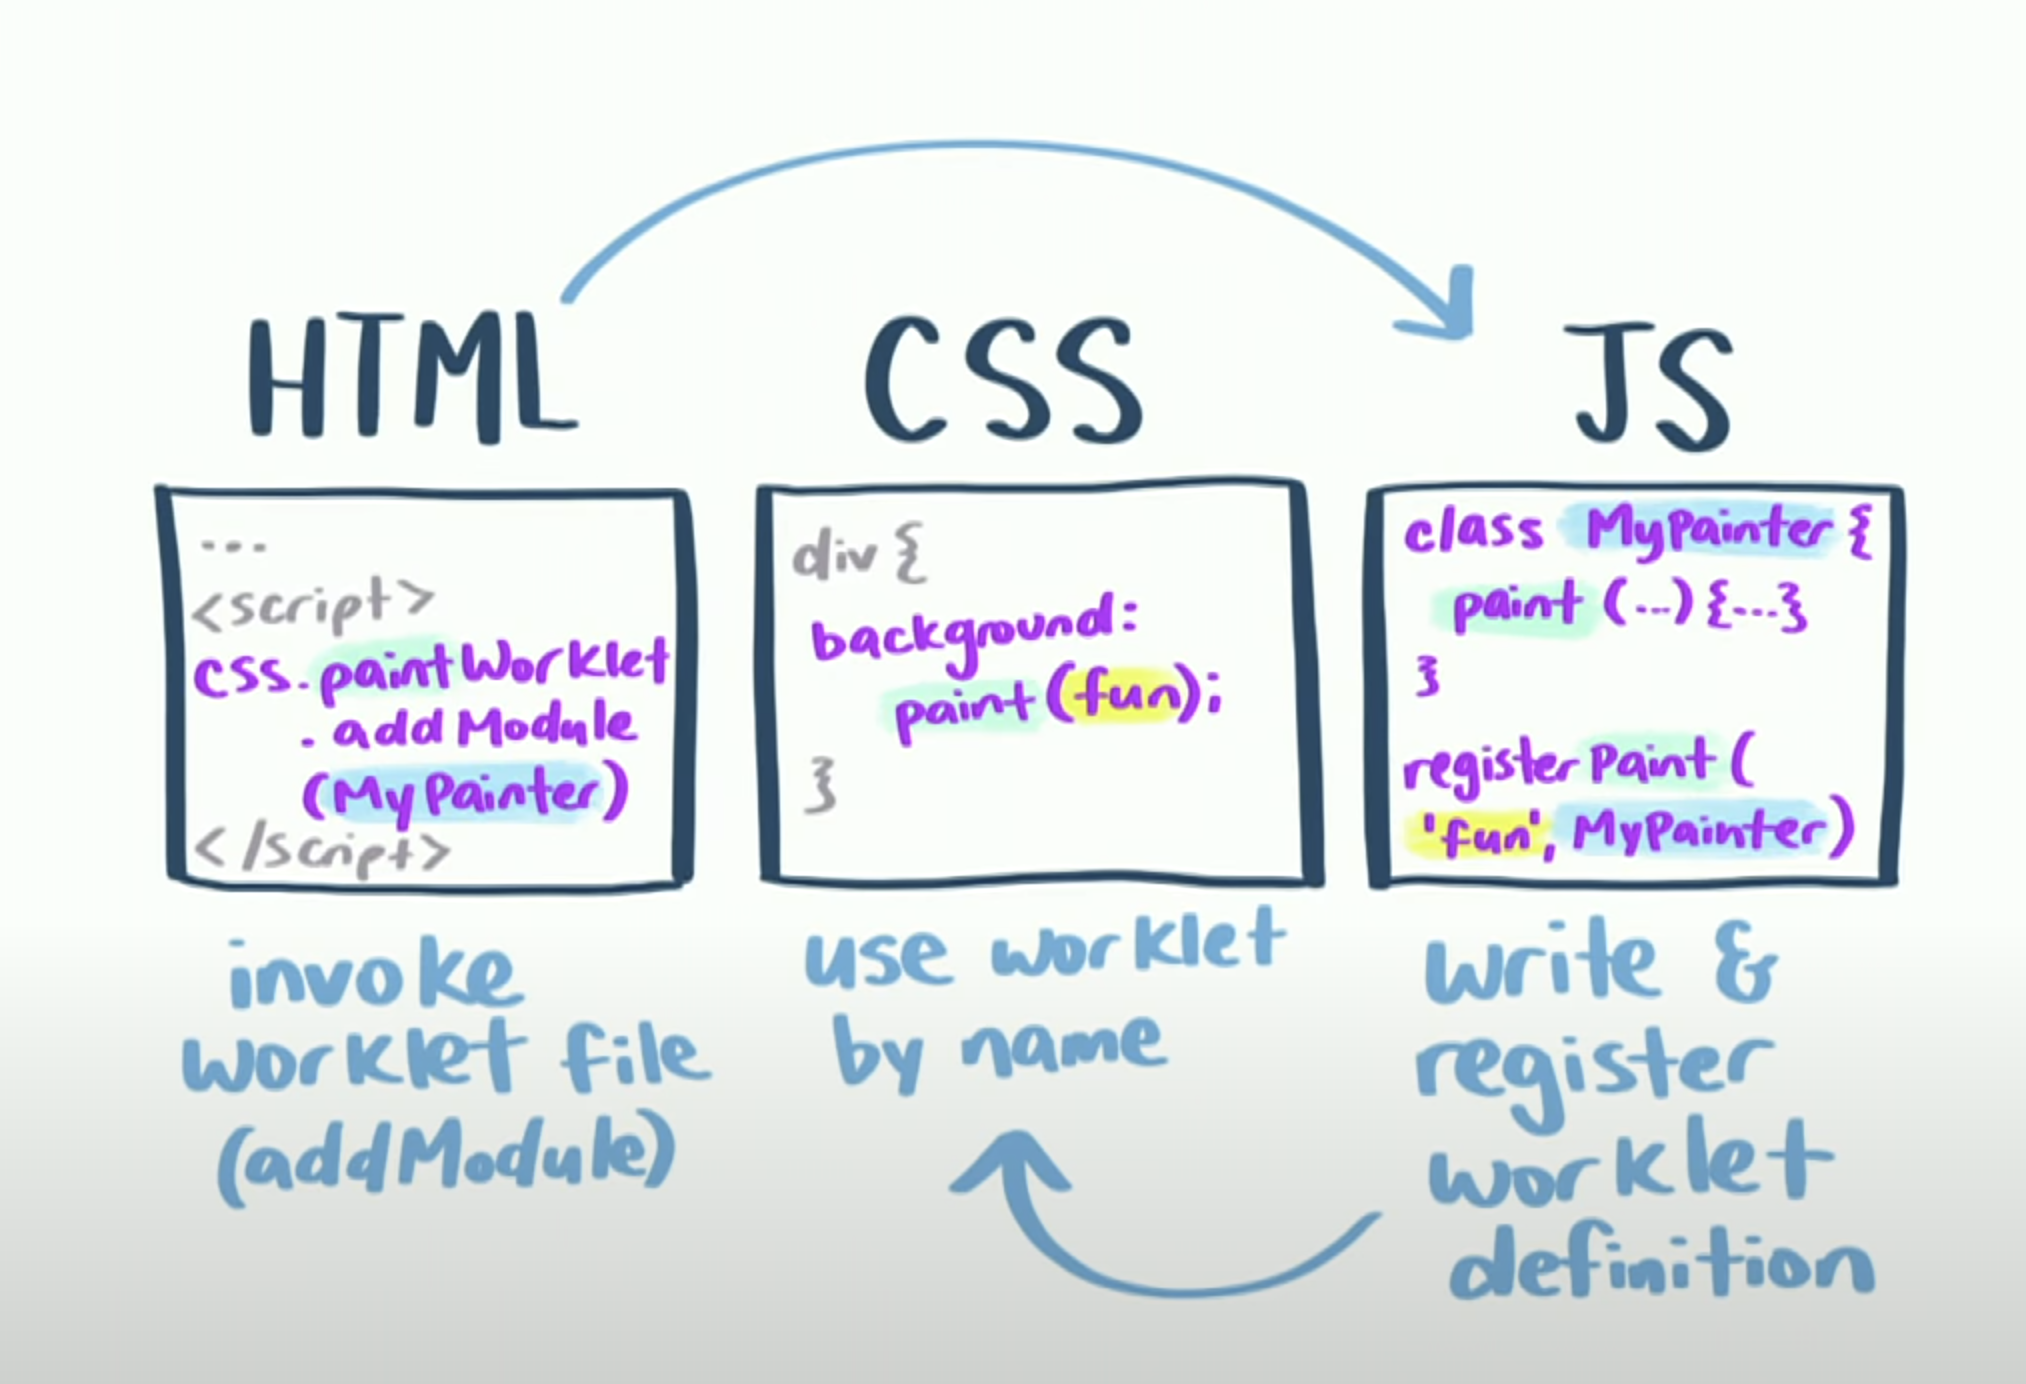 HTML
...
<script>
css.paintWorklet
.addModule
(MyPainter)
</script>
invoke
worklet file
(addModule)
CSS
div {
background:
paint(fun);
}
use worklet
by name
JS
class MyPainter {
paint (...) {...}
}
registerPaint (
'fun', MyPainter)
write &
register
worklet
definition